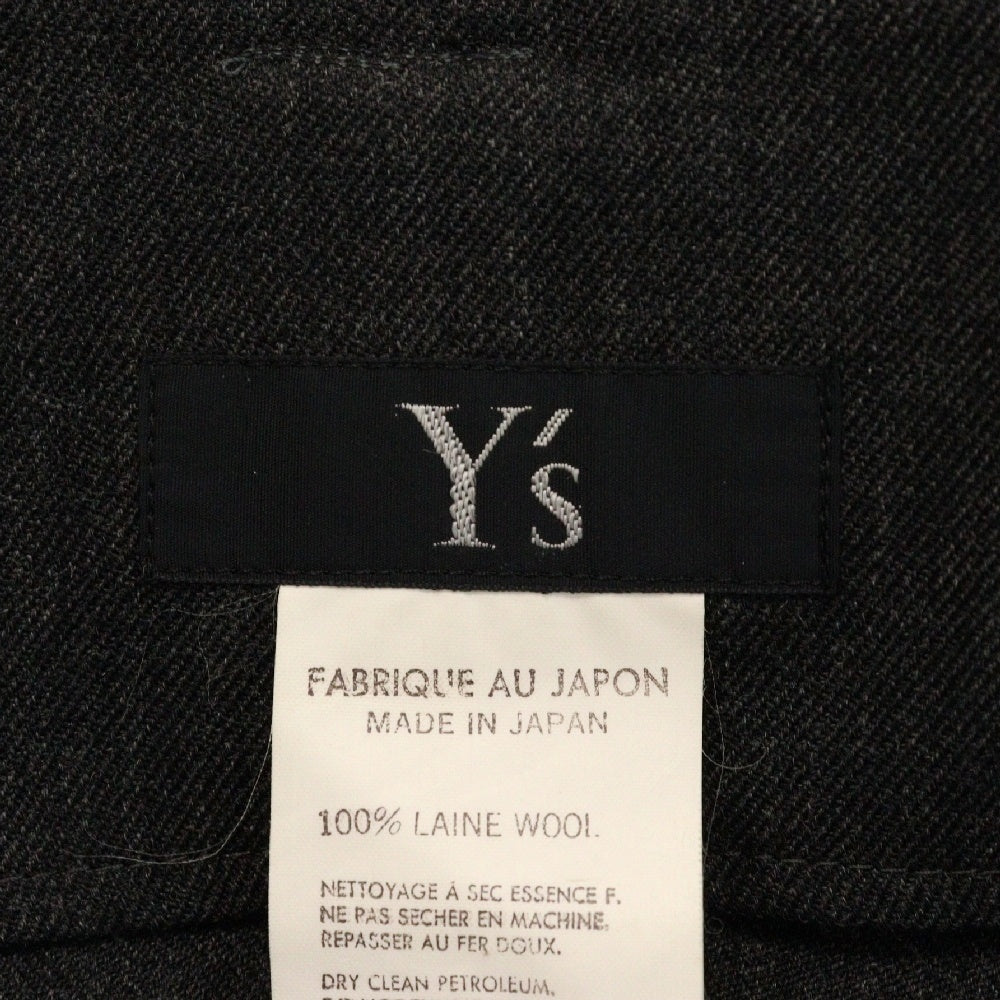 Y's
FABRIQUE AU JAPON
MADE IN JAPAN
100% LAINE WOOL
NETTOYAGE À SEC ESSENCE F.
NE PAS SECHER EN MACHINE.
REPASSER AU FER DOUX.
DRY CLEAN PETROLEUM.